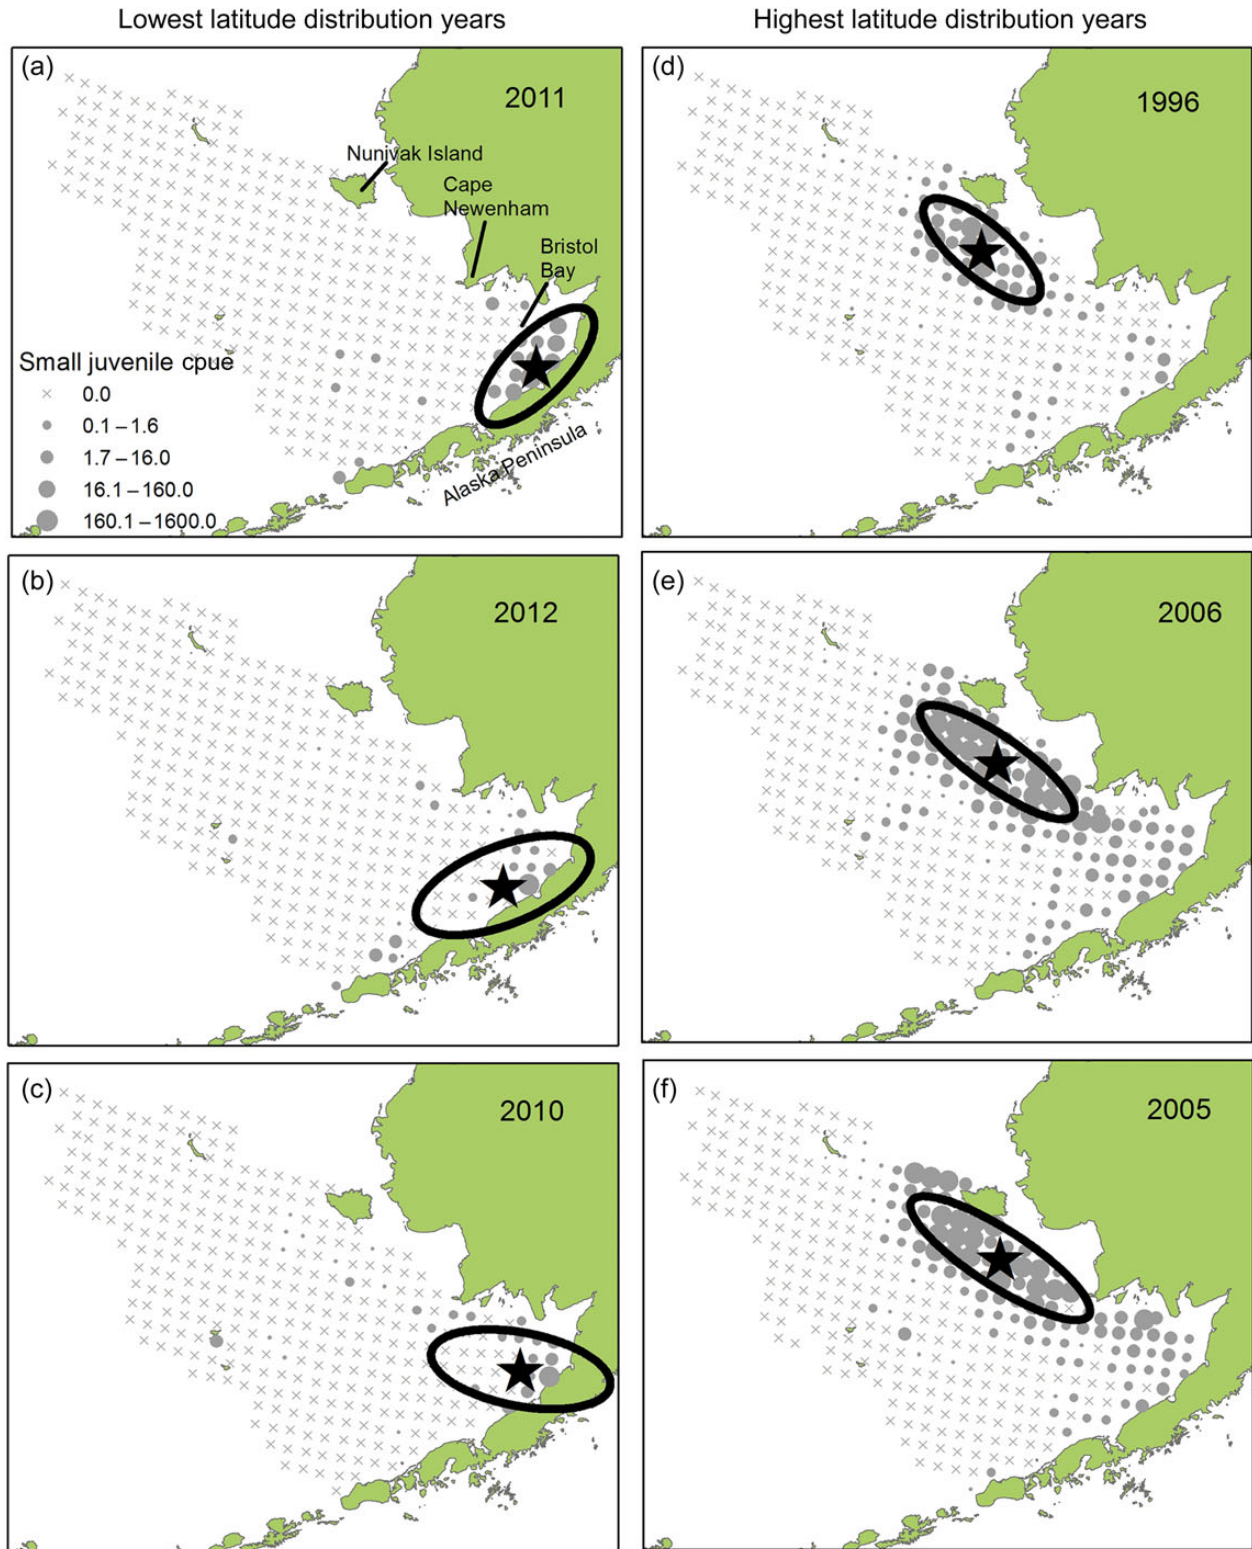 Lowest latitude distribution years
Highest latitude distribution years
(a)
2011
Nunivak Island
Cape
Newenham
Bristol
Bay
Small juvenile cpue
0.0
0.1 – 1.6
1.7 – 16.0
16.1 – 160.0
160.1 – 1600.0
Alaska Peninsula
(d)
1996
(b)
2012
(e)
2006
(c)
2010
(f)
2005